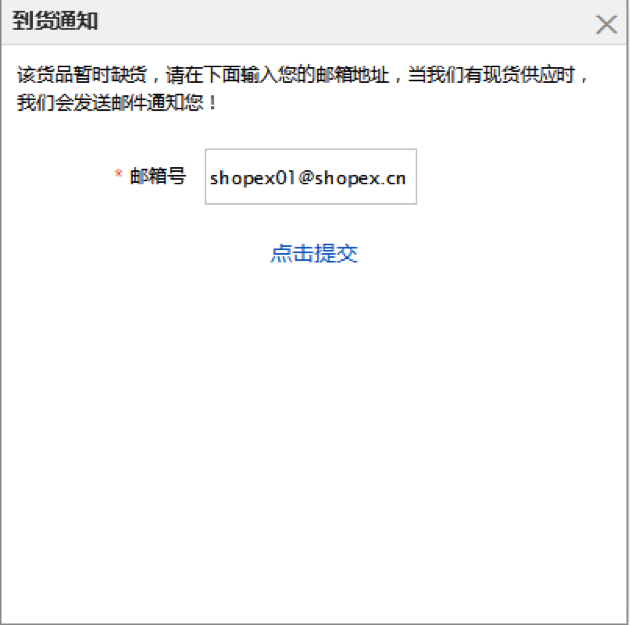 到货通知
该货品暂时缺货，请在下面输入您的邮箱地址，当我们有现货供应时，
我们会发送邮件通知您！
* 邮箱号 shopex01@shopex.cn
点击提交